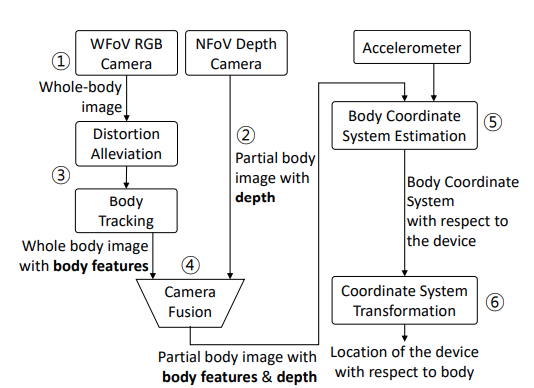 ①
WFoV RGB
Camera
NFoV Depth
Camera
Accelerometer
Whole-body
image
②
Partial body
image with
depth
Distortion
Alleviation
③
Body
Tracking
Whole body image
with body features
④
Camera
Fusion
Partial body image with
body features & depth
Body Coordinate
System Estimation
⑤
Body Coordinate
System
with respect to
the device
Coordinate System
Transformation
⑥
Location of the device
with respect to body